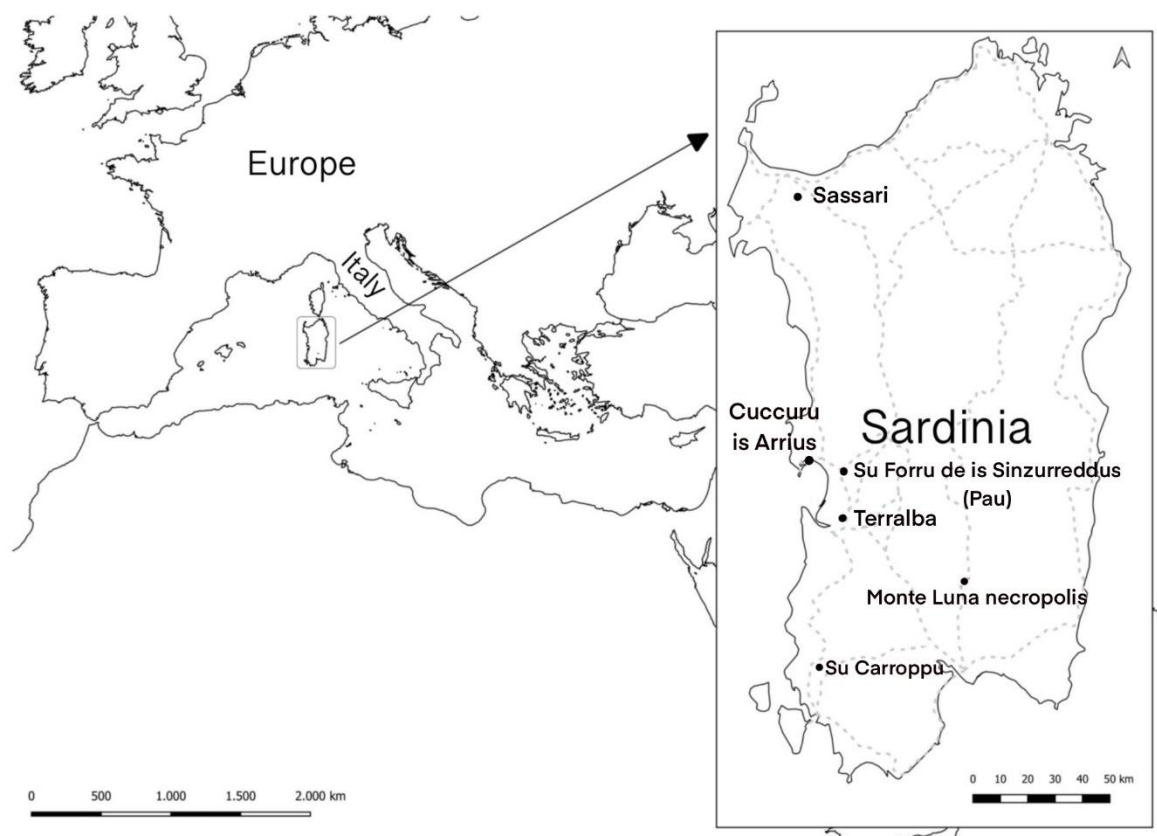 Europe
Italy
Sassari
Cuccuru
is Arrius
Sardinia
Su Forru de is Sinzurreddus
(Pau)
Terralba
Monte Luna necropolis
Su Carroppu
0 500 1.000 1.500 2.000 km
0 10 20 30 40 50 km